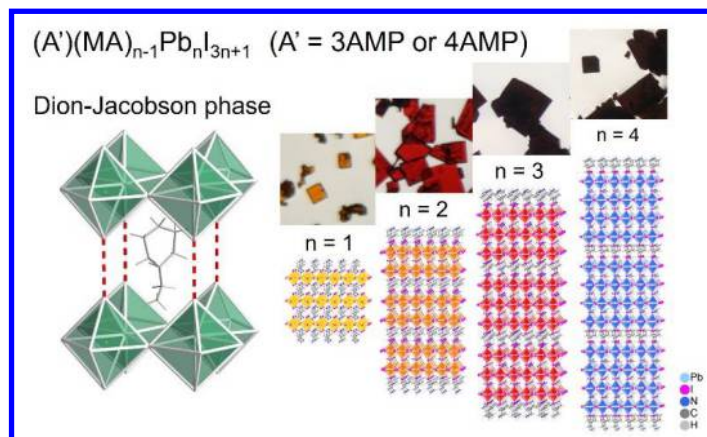 (A')(MA)n-1PbnI3n+1 (A' = 3AMP or 4AMP)
Dion-Jacobson phase
n = 1
n = 2
n = 3
n = 4
Pb
I
N
C
H